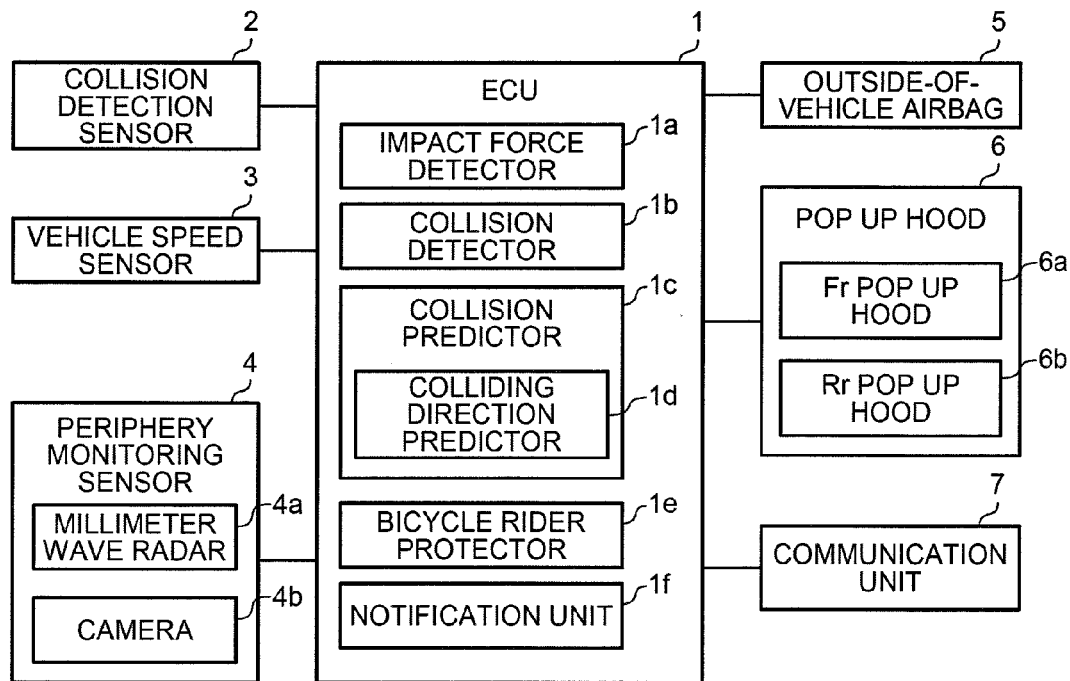 2
COLLISION
DETECTION
SENSOR
3
VEHICLE SPEED
SENSOR
4
PERIPHERY
MONITORING
SENSOR
4a
MILLIMETER
WAVE RADAR
4b
CAMERA
1
ECU
1a
IMPACT FORCE
DETECTOR
1b
COLLISION
DETECTOR
1c
COLLISION
PREDICTOR
1d
COLLIDING
DIRECTION
PREDICTOR
1e
BICYCLE RIDER
PROTECTOR
1f
NOTIFICATION UNIT
5
OUTSIDE-OF-
VEHICLE AIRBAG
6
POP UP HOOD
6a
Fr POP UP
HOOD
6b
Rr POP UP
HOOD
7
COMMUNICATION
UNIT